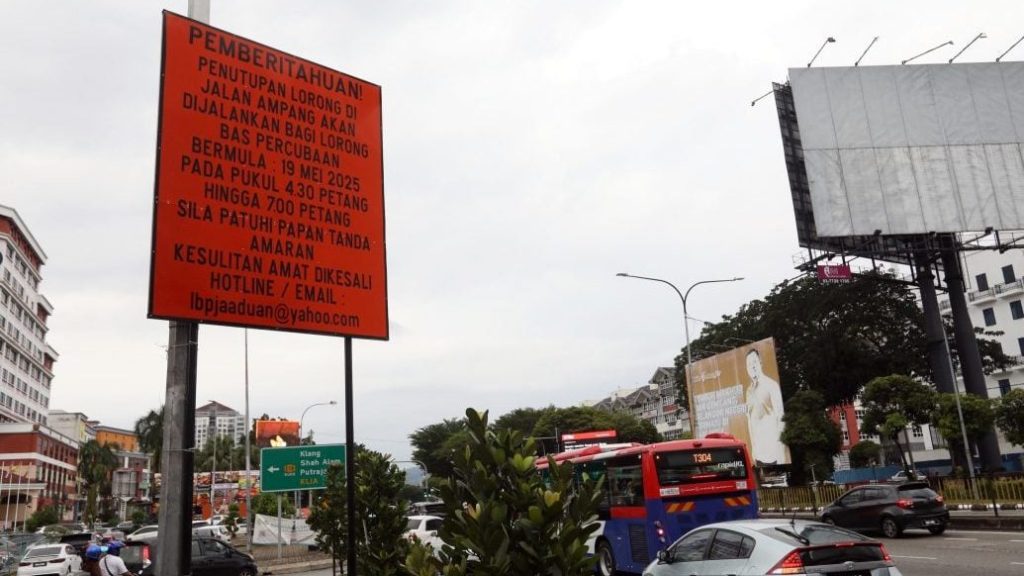 PEMBERITAHUAN!
PENUTUPAN LORONG DI
JALAN AMPANG AKAN
DIJALANKAN BAGI LORONG
BAS PERCUBAAN
BERMULA : 19 MEI 2025
PADA PUKUL 4.30 PETANG
HINGGA 7.00 PETANG
SILA PATUHI PAPAN TANDA
AMARAN
KESULITAN AMAT DIKESALI
HOTLINE / EMAIL :
lbpjaaduan@yahoo.com
Klang
Shah Alam
Putrajaya
KLIA
T304
rapidKL